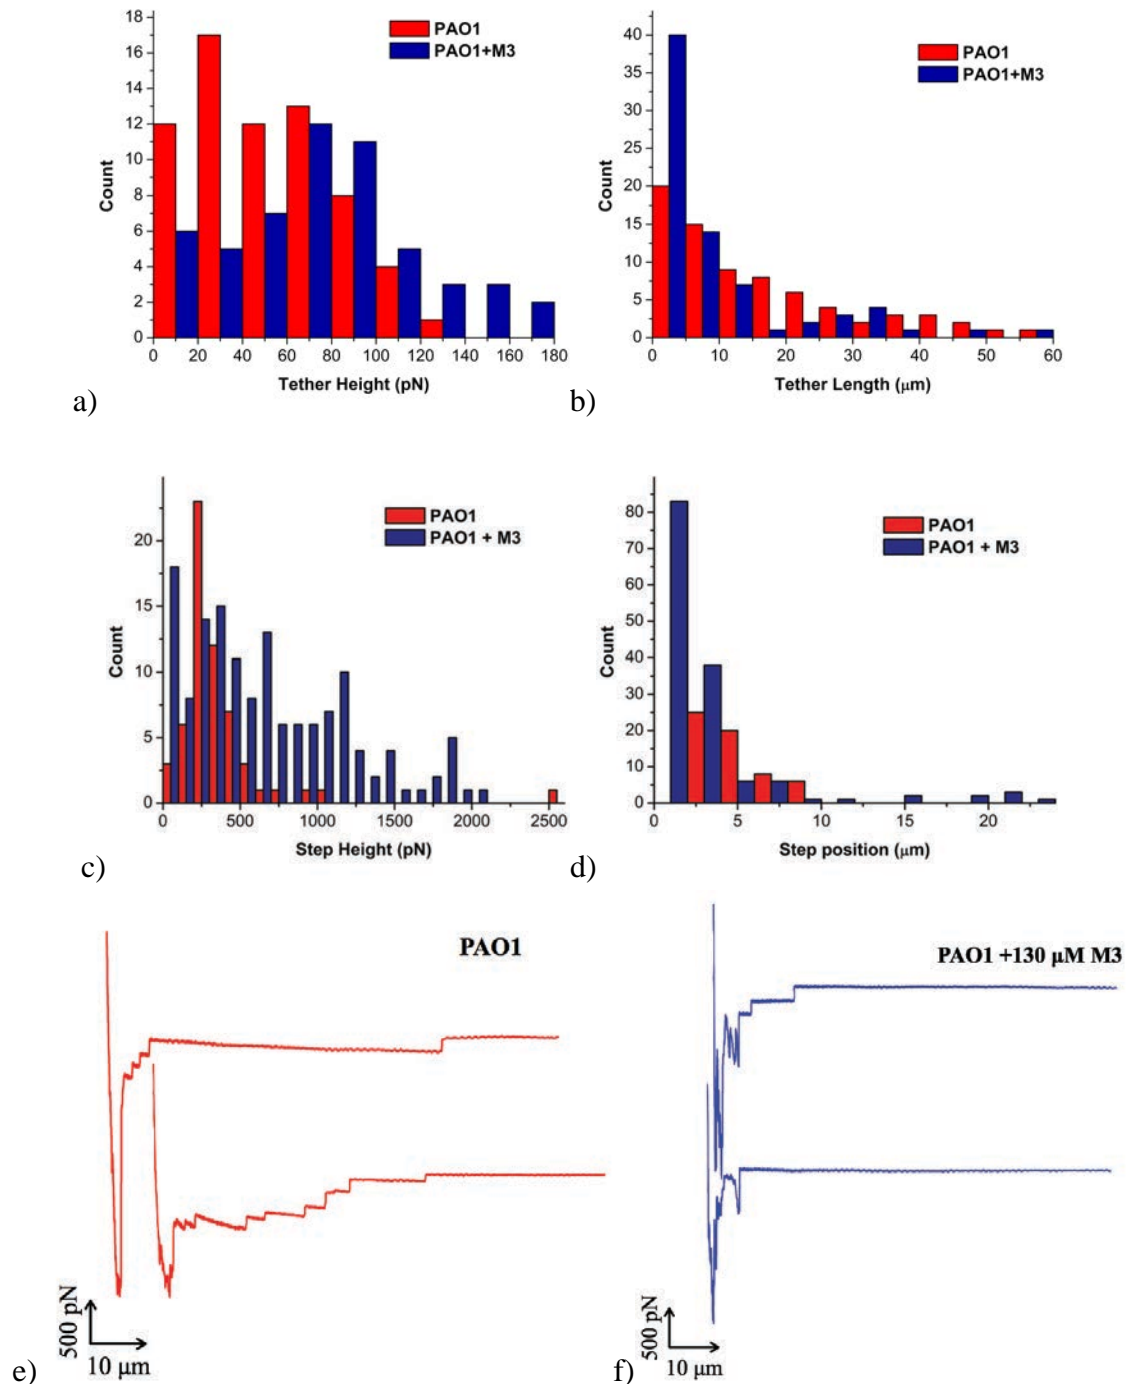 18
16
14
12
10
8
6
4
2
0
Count
PAO1
PAO1+M3
0 20 40 60 80 100 120 140 160 180
Tether Height (pN)
a)
40
35
30
25
20
15
10
5
0
Count
PAO1
PAO1+M3
0 10 20 30 40 50 60
Tether Length (μm)
b)
20
15
10
5
0
Count
PAO1
PAO1 + M3
0 500 1000 1500 2000 2500
Step Height (pN)
c)
80
70
60
50
40
30
20
10
0
Count
PAO1
PAO1 + M3
0 5 10 15 20
Step position (μm)
d)
PAO1
500 pN
10 μm
e)
PAO1 +130 μM M3
500 pN
10 μm
f)